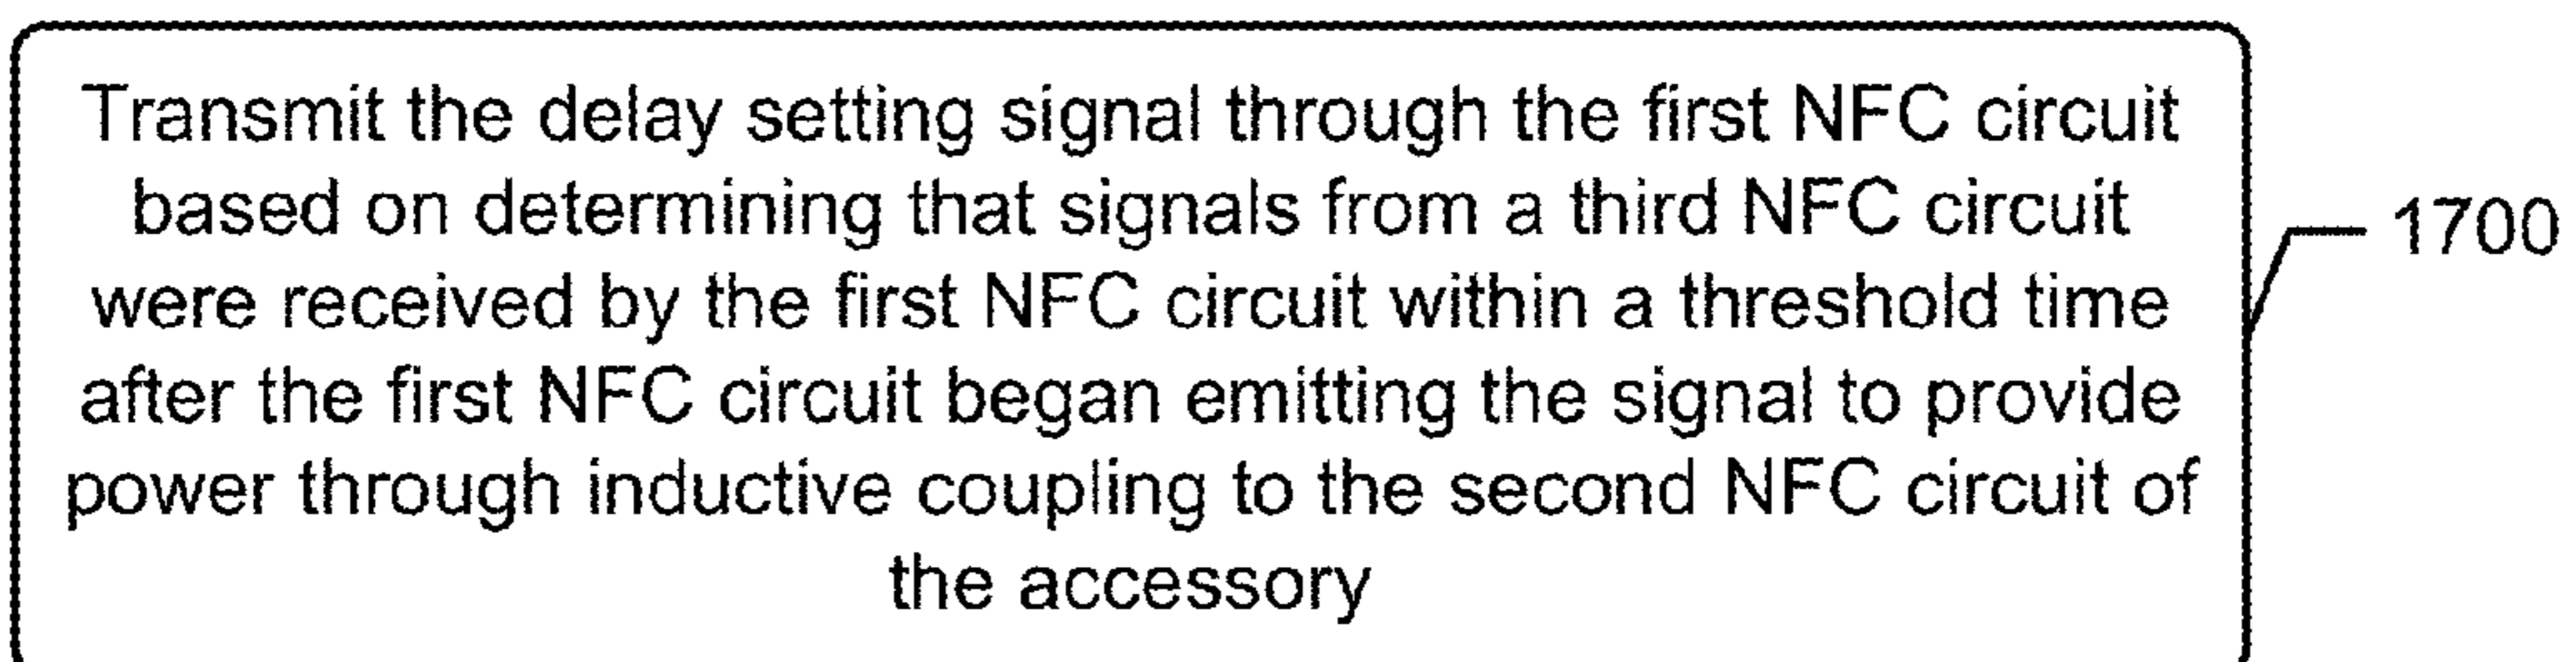 Transmit the delay setting signal through the first NFC circuit
based on determining that signals from a third NFC circuit
were received by the first NFC circuit within a threshold time
after the first NFC circuit began emitting the signal to provide
power through inductive coupling to the second NFC circuit of
the accessory
1700